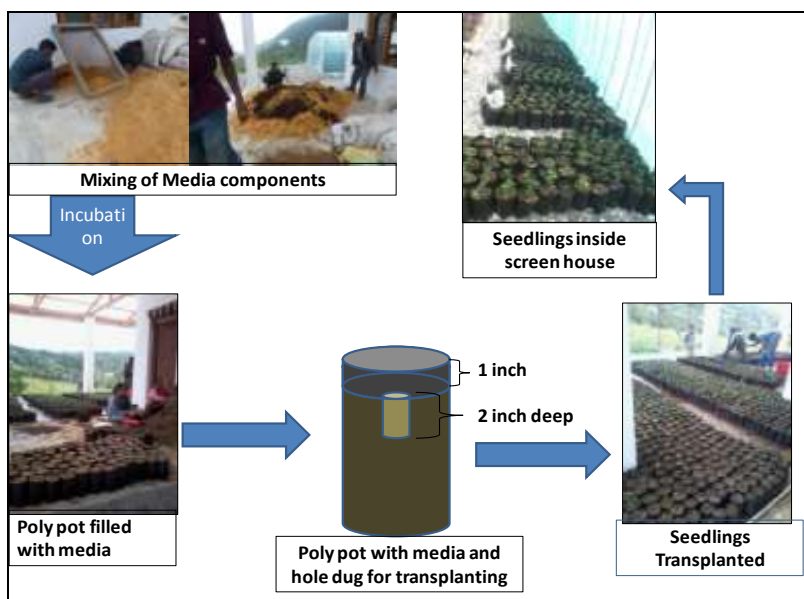 Mixing of Media components
Incubati
on
Seedlings inside
screen house
1 inch
2 inch deep
Poly pot filled
with media
Poly pot with media and
hole dug for transplanting
Seedlings
Transplanted